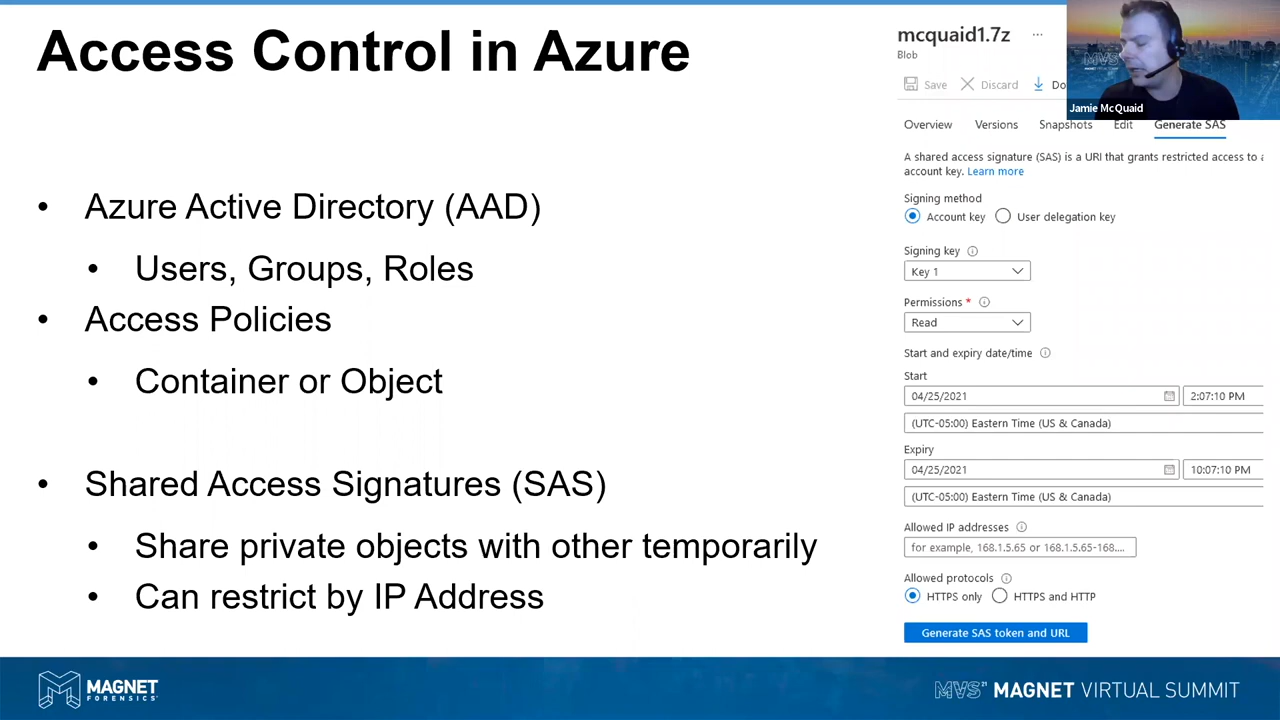 Access Control in Azure
• Azure Active Directory (AAD)
• Users, Groups, Roles
• Access Policies
• Container or Object
• Shared Access Signatures (SAS)
• Share private objects with other temporarily
• Can restrict by IP Address
mcquaid1.7z ...
Blob
Save Discard Do
Jamie McQuaid
Overview Versions Snapshots Edit Generate SAS
A shared access signature (SAS) is a URI that grants restricted access to a
account key. Learn more
Signing method
Account key User delegation key
Signing key
Key 1
Permissions *
Read
Start and expiry date/time
Start
04/25/2021 2:07:10 PM
(UTC-05:00) Eastern Time (US & Canada)
Expiry
04/25/2021 10:07:10 PM
(UTC-05:00) Eastern Time (US & Canada)
Allowed IP addresses
for example, 168.1.5.65 or 168.1.5.65-168....
Allowed protocols
HTTPS only HTTPS and HTTP
Generate SAS token and URL
MAGNET
FORENSICS
MVS 21 MAGNET VIRTUAL SUMMIT